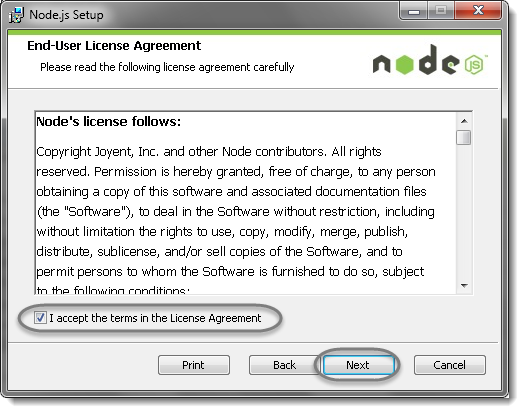 Node.js Setup
End-User License Agreement
Please read the following license agreement carefully
node JS
Node's license follows:
Copyright Joyent, Inc. and other Node contributors. All rights
reserved. Permission is hereby granted, free of charge, to any person
obtaining a copy of this software and associated documentation files
(the "Software"), to deal in the Software without restriction, including
without limitation the rights to use, copy, modify, merge, publish,
distribute, sublicense, and/or sell copies of the Software, and to
permit persons to whom the Software is furnished to do so, subject
to the following conditions:
I accept the terms in the License Agreement
Print Back Next Cancel